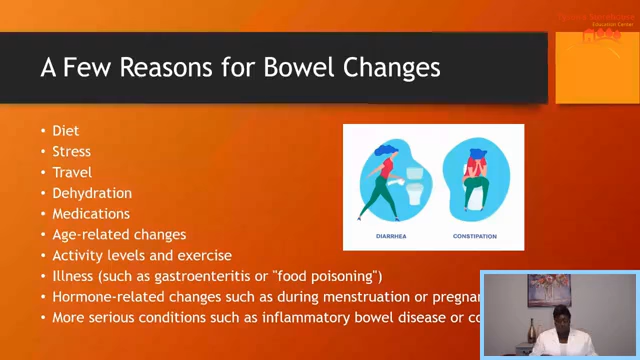 Education Center
A Few Reasons for Bowel Changes
• Diet
• Stress
• Travel
• Dehydration
• Medications
• Age-related changes
• Activity levels and exercise
• Illness (such as gastroenteritis or "food poisoning")
• Hormone-related changes such as during menstruation or
• More serious conditions such as inflammatory bowel disease or
DIARRHEA
CONSTIPATION